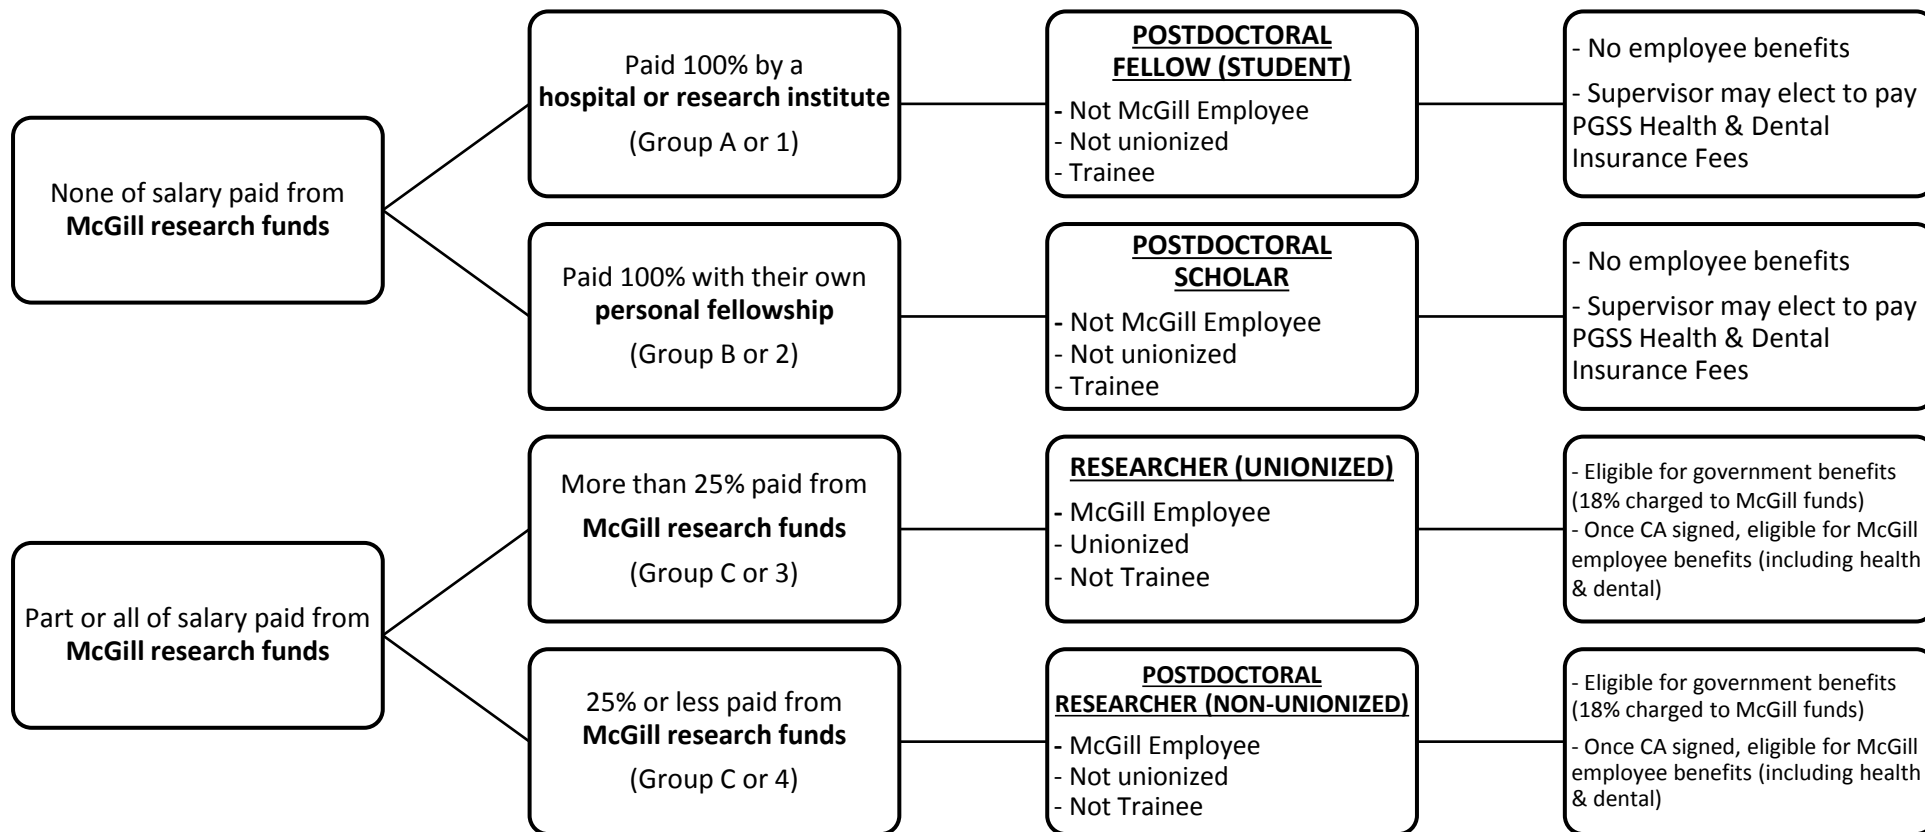 None of salary paid from
McGill research funds
Paid 100% by a
hospital or research institute
(Group A or 1)
POSTDOCTORAL
FELLOW (STUDENT)
- Not McGill Employee
- Not unionized
- Trainee
- No employee benefits
- Supervisor may elect to pay
PGSS Health & Dental
Insurance Fees
Paid 100% with their own
personal fellowship
(Group B or 2)
POSTDOCTORAL
SCHOLAR
- Not McGill Employee
- Not unionized
- Trainee
- No employee benefits
- Supervisor may elect to pay
PGSS Health & Dental
Insurance Fees
Part or all of salary paid from
McGill research funds
More than 25% paid from
McGill research funds
(Group C or 3)
RESEARCHER (UNIONIZED)
- McGill Employee
- Unionized
- Not Trainee
- Eligible for government benefits
(18% charged to McGill funds)
- Once CA signed, eligible for McGill
employee benefits (including health
& dental)
25% or less paid from
McGill research funds
(Group C or 4)
POSTDOCTORAL
RESEARCHER (NON-UNIONIZED)
- McGill Employee
- Not unionized
- Not Trainee
- Eligible for government benefits
(18% charged to McGill funds)
- Once CA signed, eligible for McGill
employee benefits (including health
& dental)